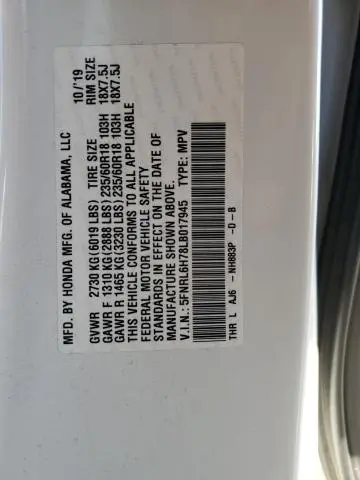 MFD. BY HONDA MFG. OF ALABAMA, LLC 10/'19
GVWR 2730 KG (6019 LBS) TIRE SIZE RIM SIZE
GAWR F 1310 KG(2888 LBS) 235/60R18 103H 18X7.5J
GAWR R 1465 KG(3230 LBS) 235/60R18 103H 18X7.5J
THIS VEHICLE CONFORMS TO ALL APPLICABLE
FEDERAL MOTOR VEHICLE SAFETY
STANDARDS IN EFFECT ON THE DATE OF
MANUFACTURE SHOWN ABOVE.
V.I.N.: 5FNRL6H78LB017945 TYPE: MPV
THR L AJ6 -NH883P -D-B